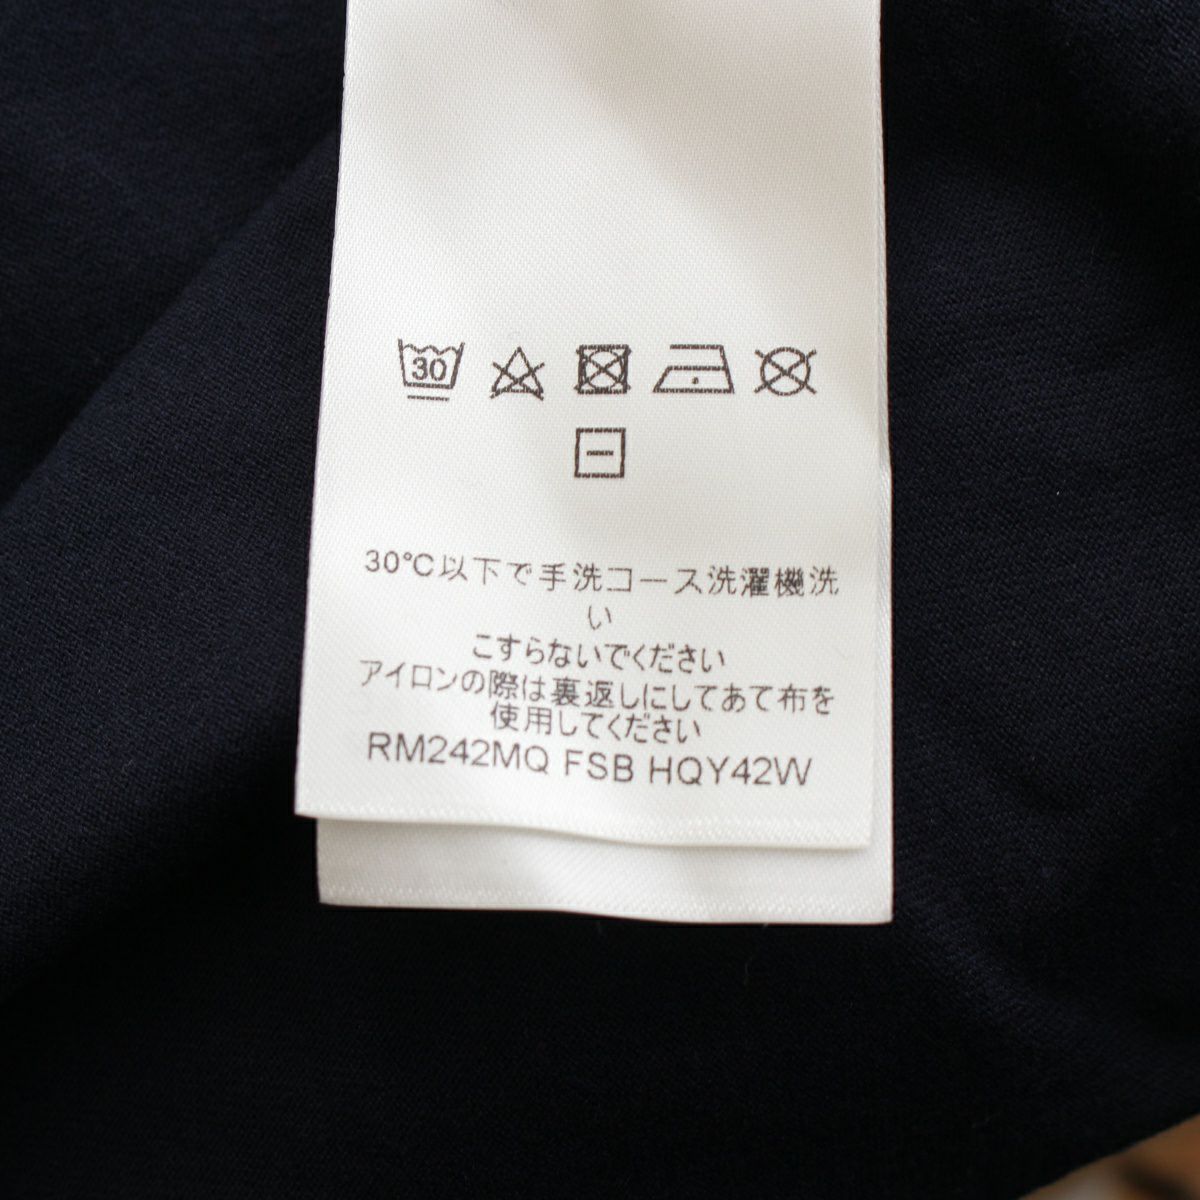 30
30°C以下で手洗コース洗濯機洗
い
こすらないでください
アイロンの際は裏返しにしてあて布を
使用してください
RM242MQ FSB HQY42W